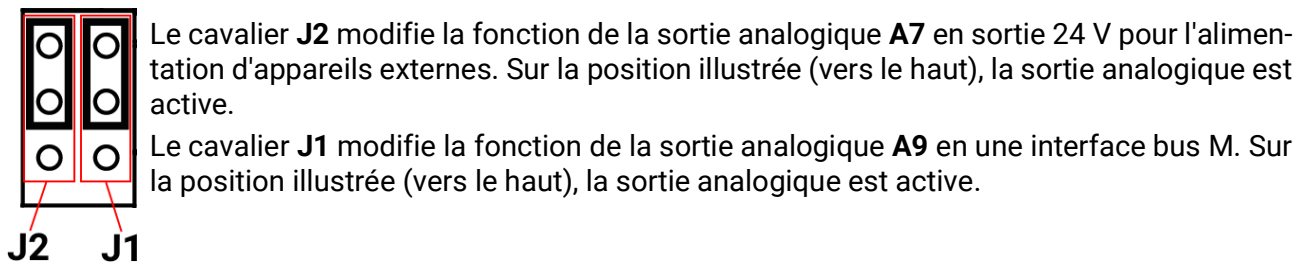 Le cavalier J2 modifie la fonction de la sortie analogique A7 en sortie 24 V pour l'alimen-
tation d'appareils externes. Sur la position illustrée (vers le haut), la sortie analogique est
active.
Le cavalier J1 modifie la fonction de la sortie analogique A9 en une interface bus M. Sur
la position illustrée (vers le haut), la sortie analogique est active.
J2 J1